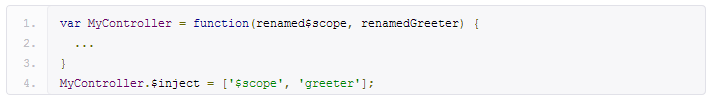 1. var MyController = function(renamed$scope, renamedGreeter) {
2. ...
3. }
4. MyController.$inject = ['$scope', 'greeter'];